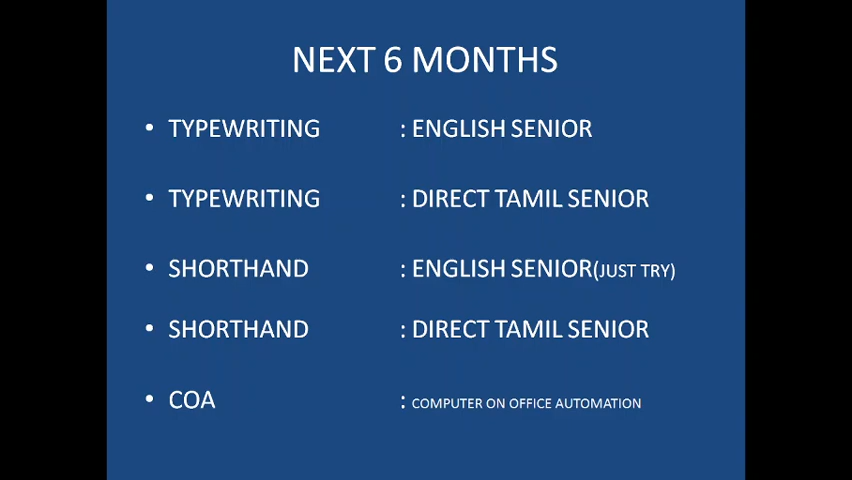 NEXT 6 MONTHS
• TYPEWRITING : ENGLISH SENIOR
• TYPEWRITING : DIRECT TAMIL SENIOR
• SHORTHAND : ENGLISH SENIOR(JUST TRY)
• SHORTHAND : DIRECT TAMIL SENIOR
• COA : COMPUTER ON OFFICE AUTOMATION